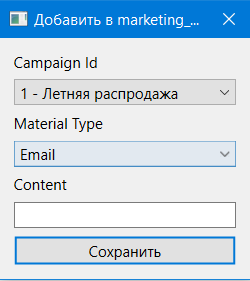 Добавить в marketing_...
Campaign Id
1 - Летняя распродажа
Material Type
Email
Content
Сохранить